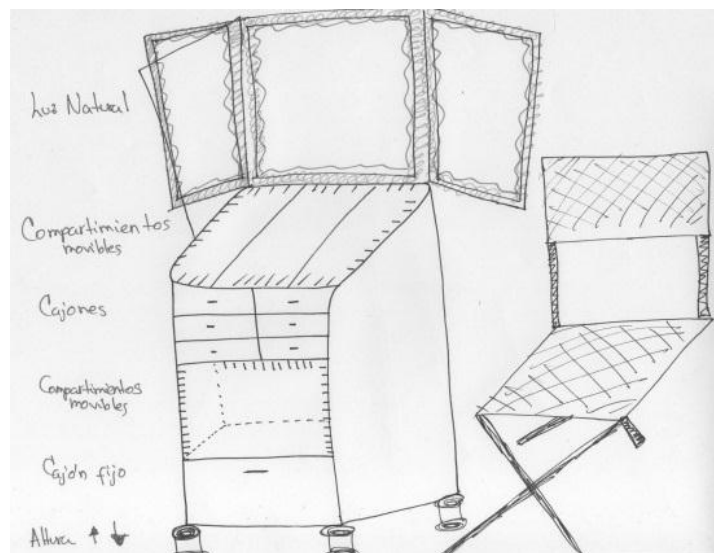 Luz Natural
Compartimientos
movibles
Cajones
Compartimientos
movibles
Cajón fijo
Altura ↑ ↓